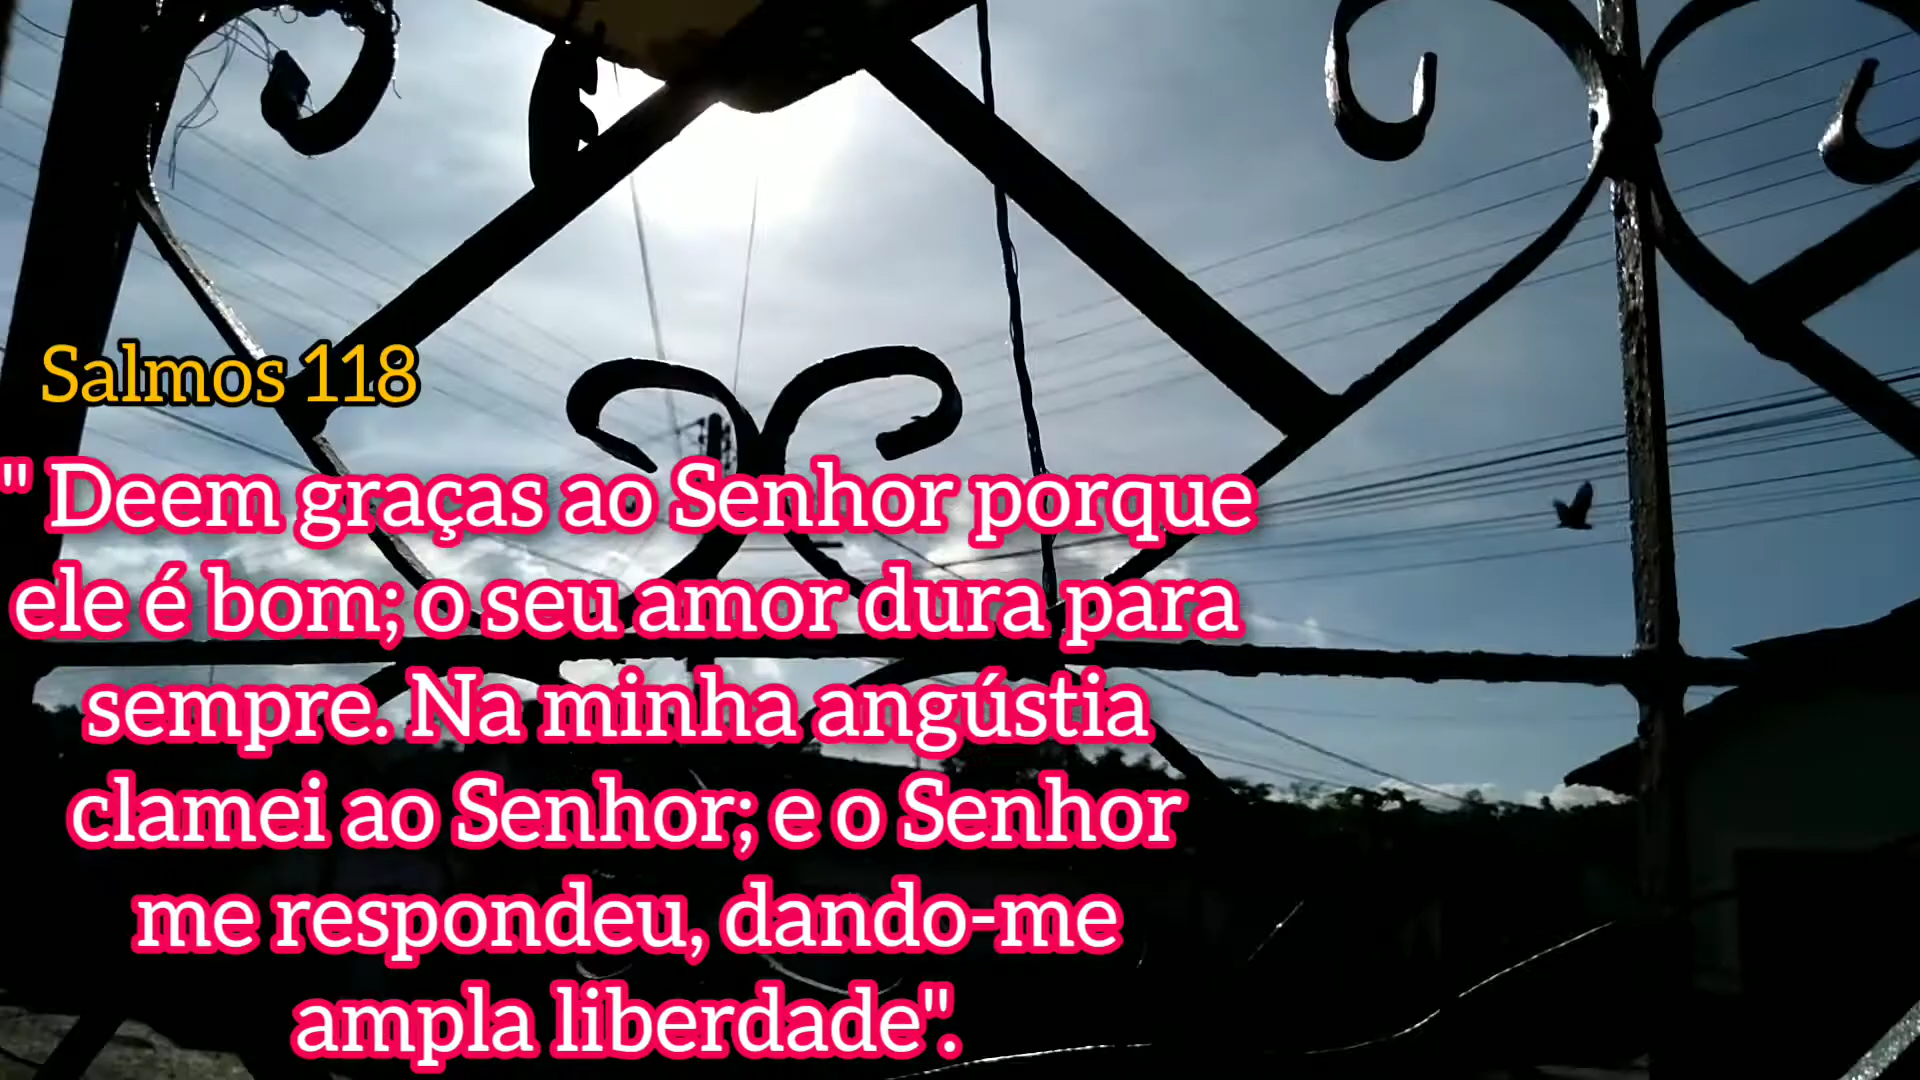 Salmos 118
" Deem graças ao Senhor porque
ele é bom; o seu amor dura para
sempre. Na minha angústia
clamei ao Senhor; e o Senhor
me respondeu, dando-me
ampla liberdade".